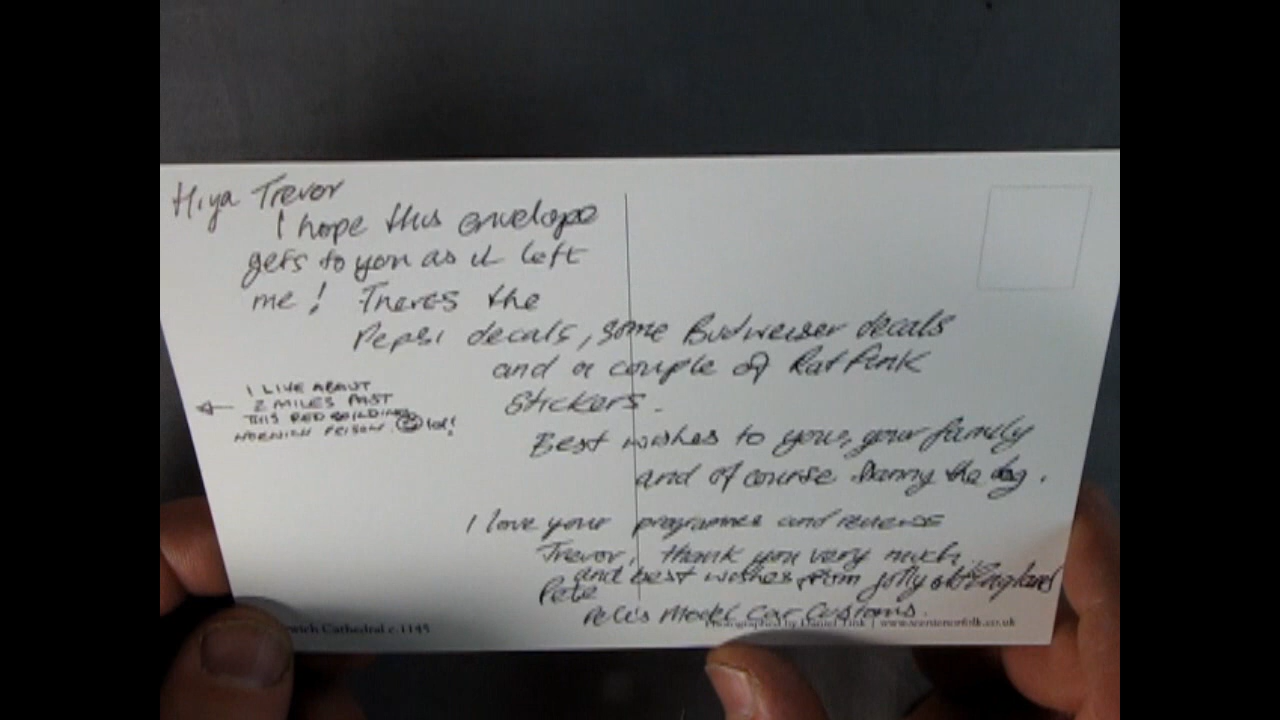 Hiya Trevor
I hope this envelope
gets to you as it left
me! Theres the
Pepsi decals, some Budweiser decals
and a couple of Rat Fink
stickers.
I LIVE ABOUT
2 MILES PAST
THIS RED BUILDING
NORWICH PRISON. lol!
Best wishes to you, your family
and of course Danny the dog.
I love your programmes and reviews
Trevor, thank you very much
and best wishes from jolly old England
Pete
Pete's Model Car Customs.
wich Cathedral c.1145
Photographed by Daniel Tink | www.scenicnorfolk.co.uk